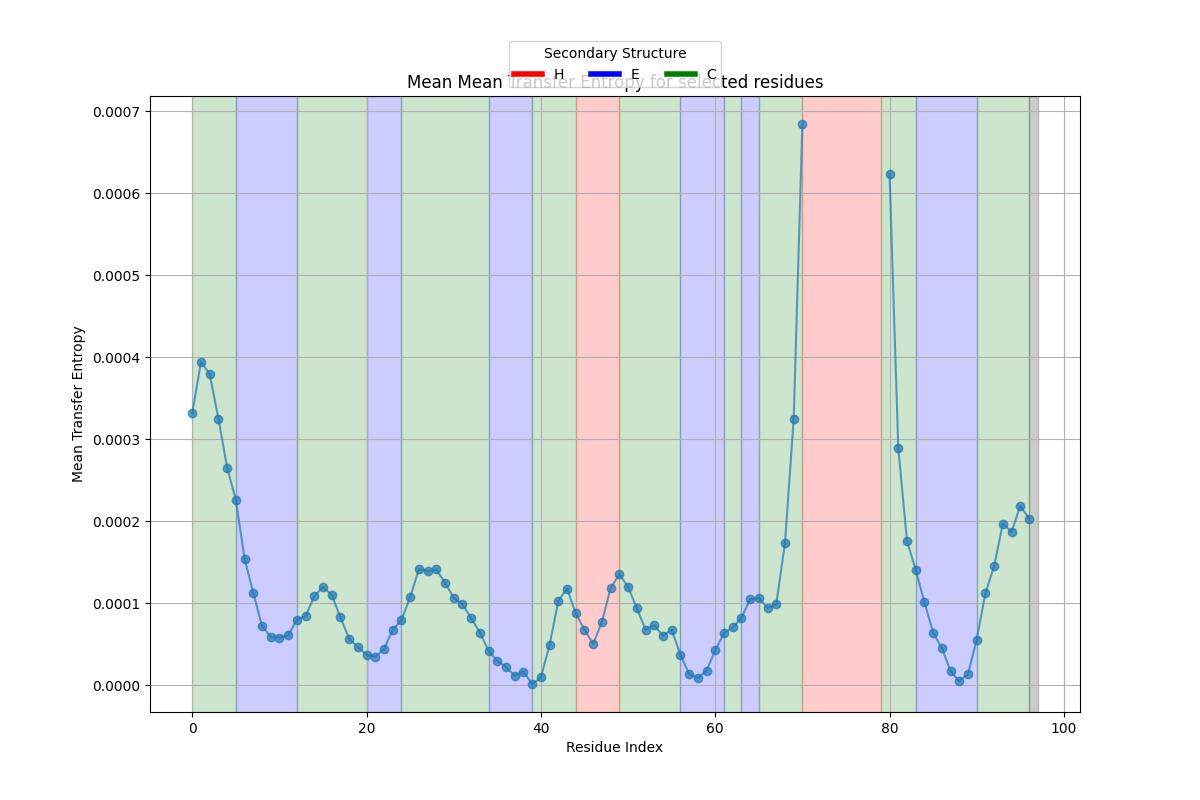 Secondary Structure
H E C
Mean Mean Transfer Entropy for selected residues
0.0007
0.0006
0.0005
0.0004
0.0003
0.0002
0.0001
0.0000
Mean Transfer Entropy
0 20 40 60 80 100
Residue Index